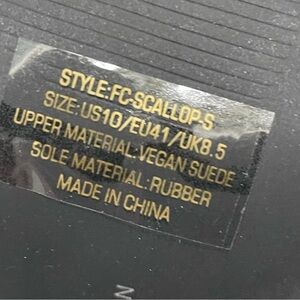 STYLE:FC-SCALLOP-S
SIZE:US10/EU41/UK8.5
UPPER MATERIAL:VEGAN SUEDE
SOLE MATERIAL:RUBBER
MADE IN CHINA